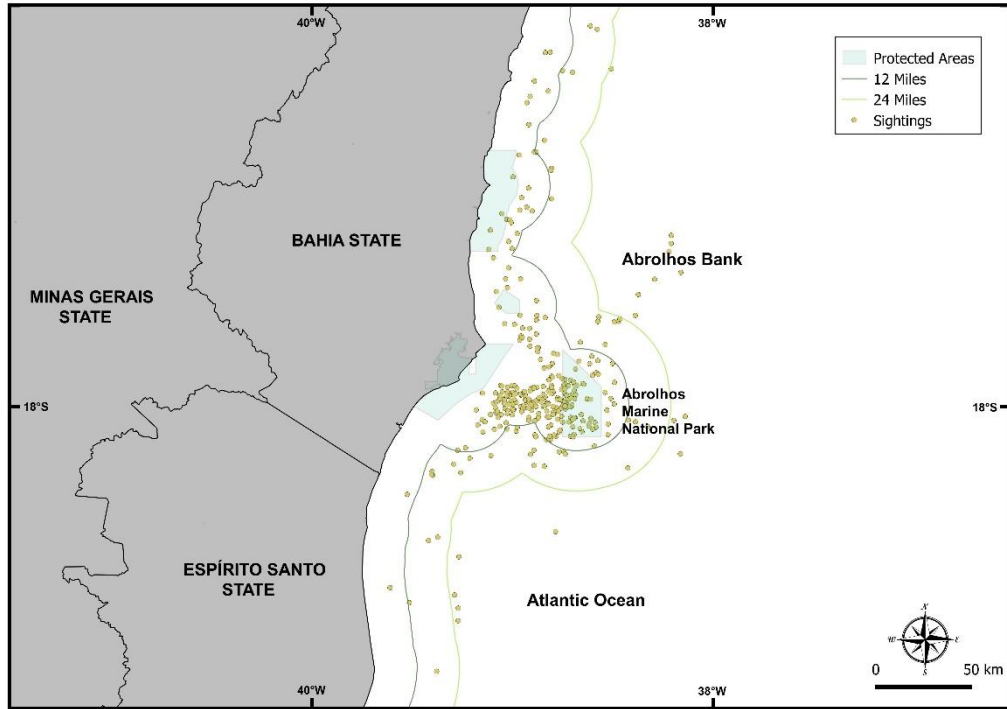 40°W
38°W
Protected Areas
12 Miles
24 Miles
Sightings
BAHIA STATE
Abrolhos Bank
MINAS GERAIS
STATE
18°S
Abrolhos
Marine
National Park
18°S
ESPÍRITO SANTO
STATE
Atlantic Ocean
N
W
E
S
0
50 km
40°W
38°W